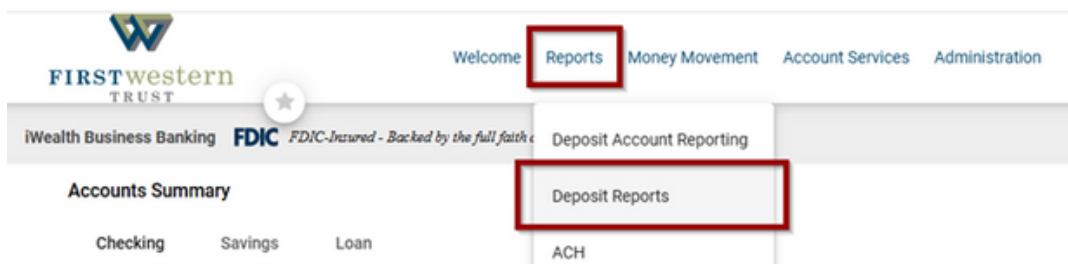 FIRSTwestern
TRUST
Welcome Reports Money Movement Account Services Administration
iWealth Business Banking FDIC FDIC-Insured - Backed by the full faith
Deposit Account Reporting
Accounts Summary
Deposit Reports
Checking Savings Loan
ACH